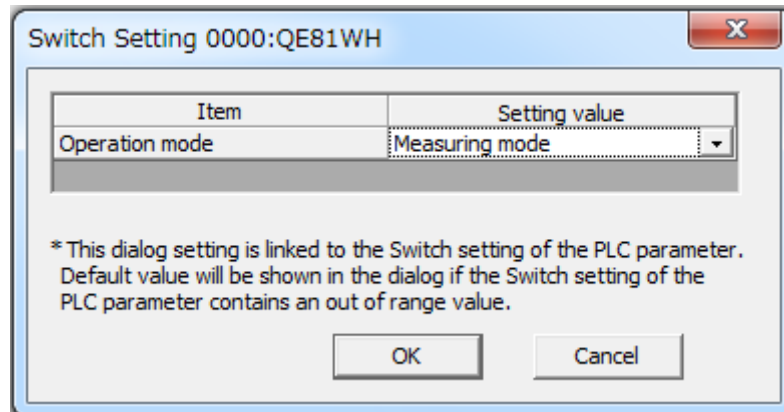 Switch Setting 0000:QE81WH
Item Setting value
Operation mode Measuring mode
* This dialog setting is linked to the Switch setting of the PLC parameter.
Default value will be shown in the dialog if the Switch setting of the
PLC parameter contains an out of range value.
OK Cancel